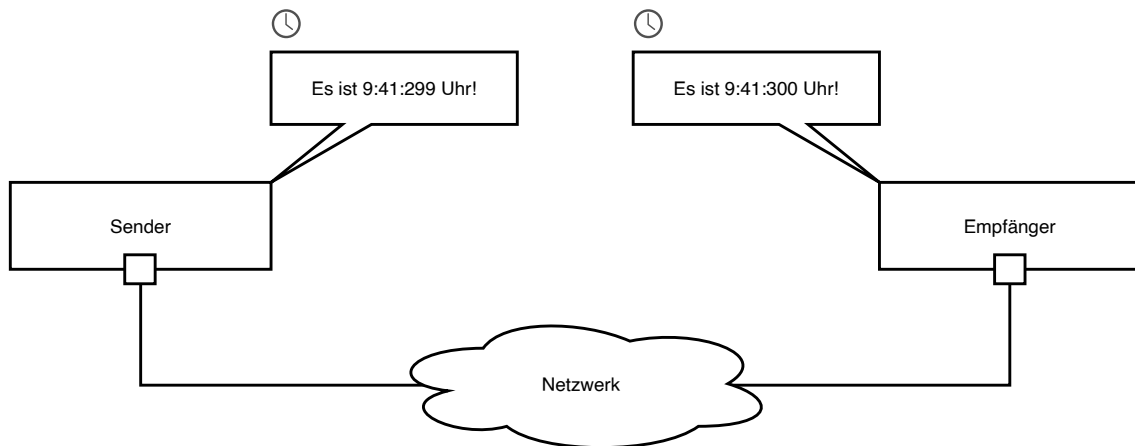 Es ist 9:41:299 Uhr!
Es ist 9:41:300 Uhr!
Sender
Empfänger
Netzwerk